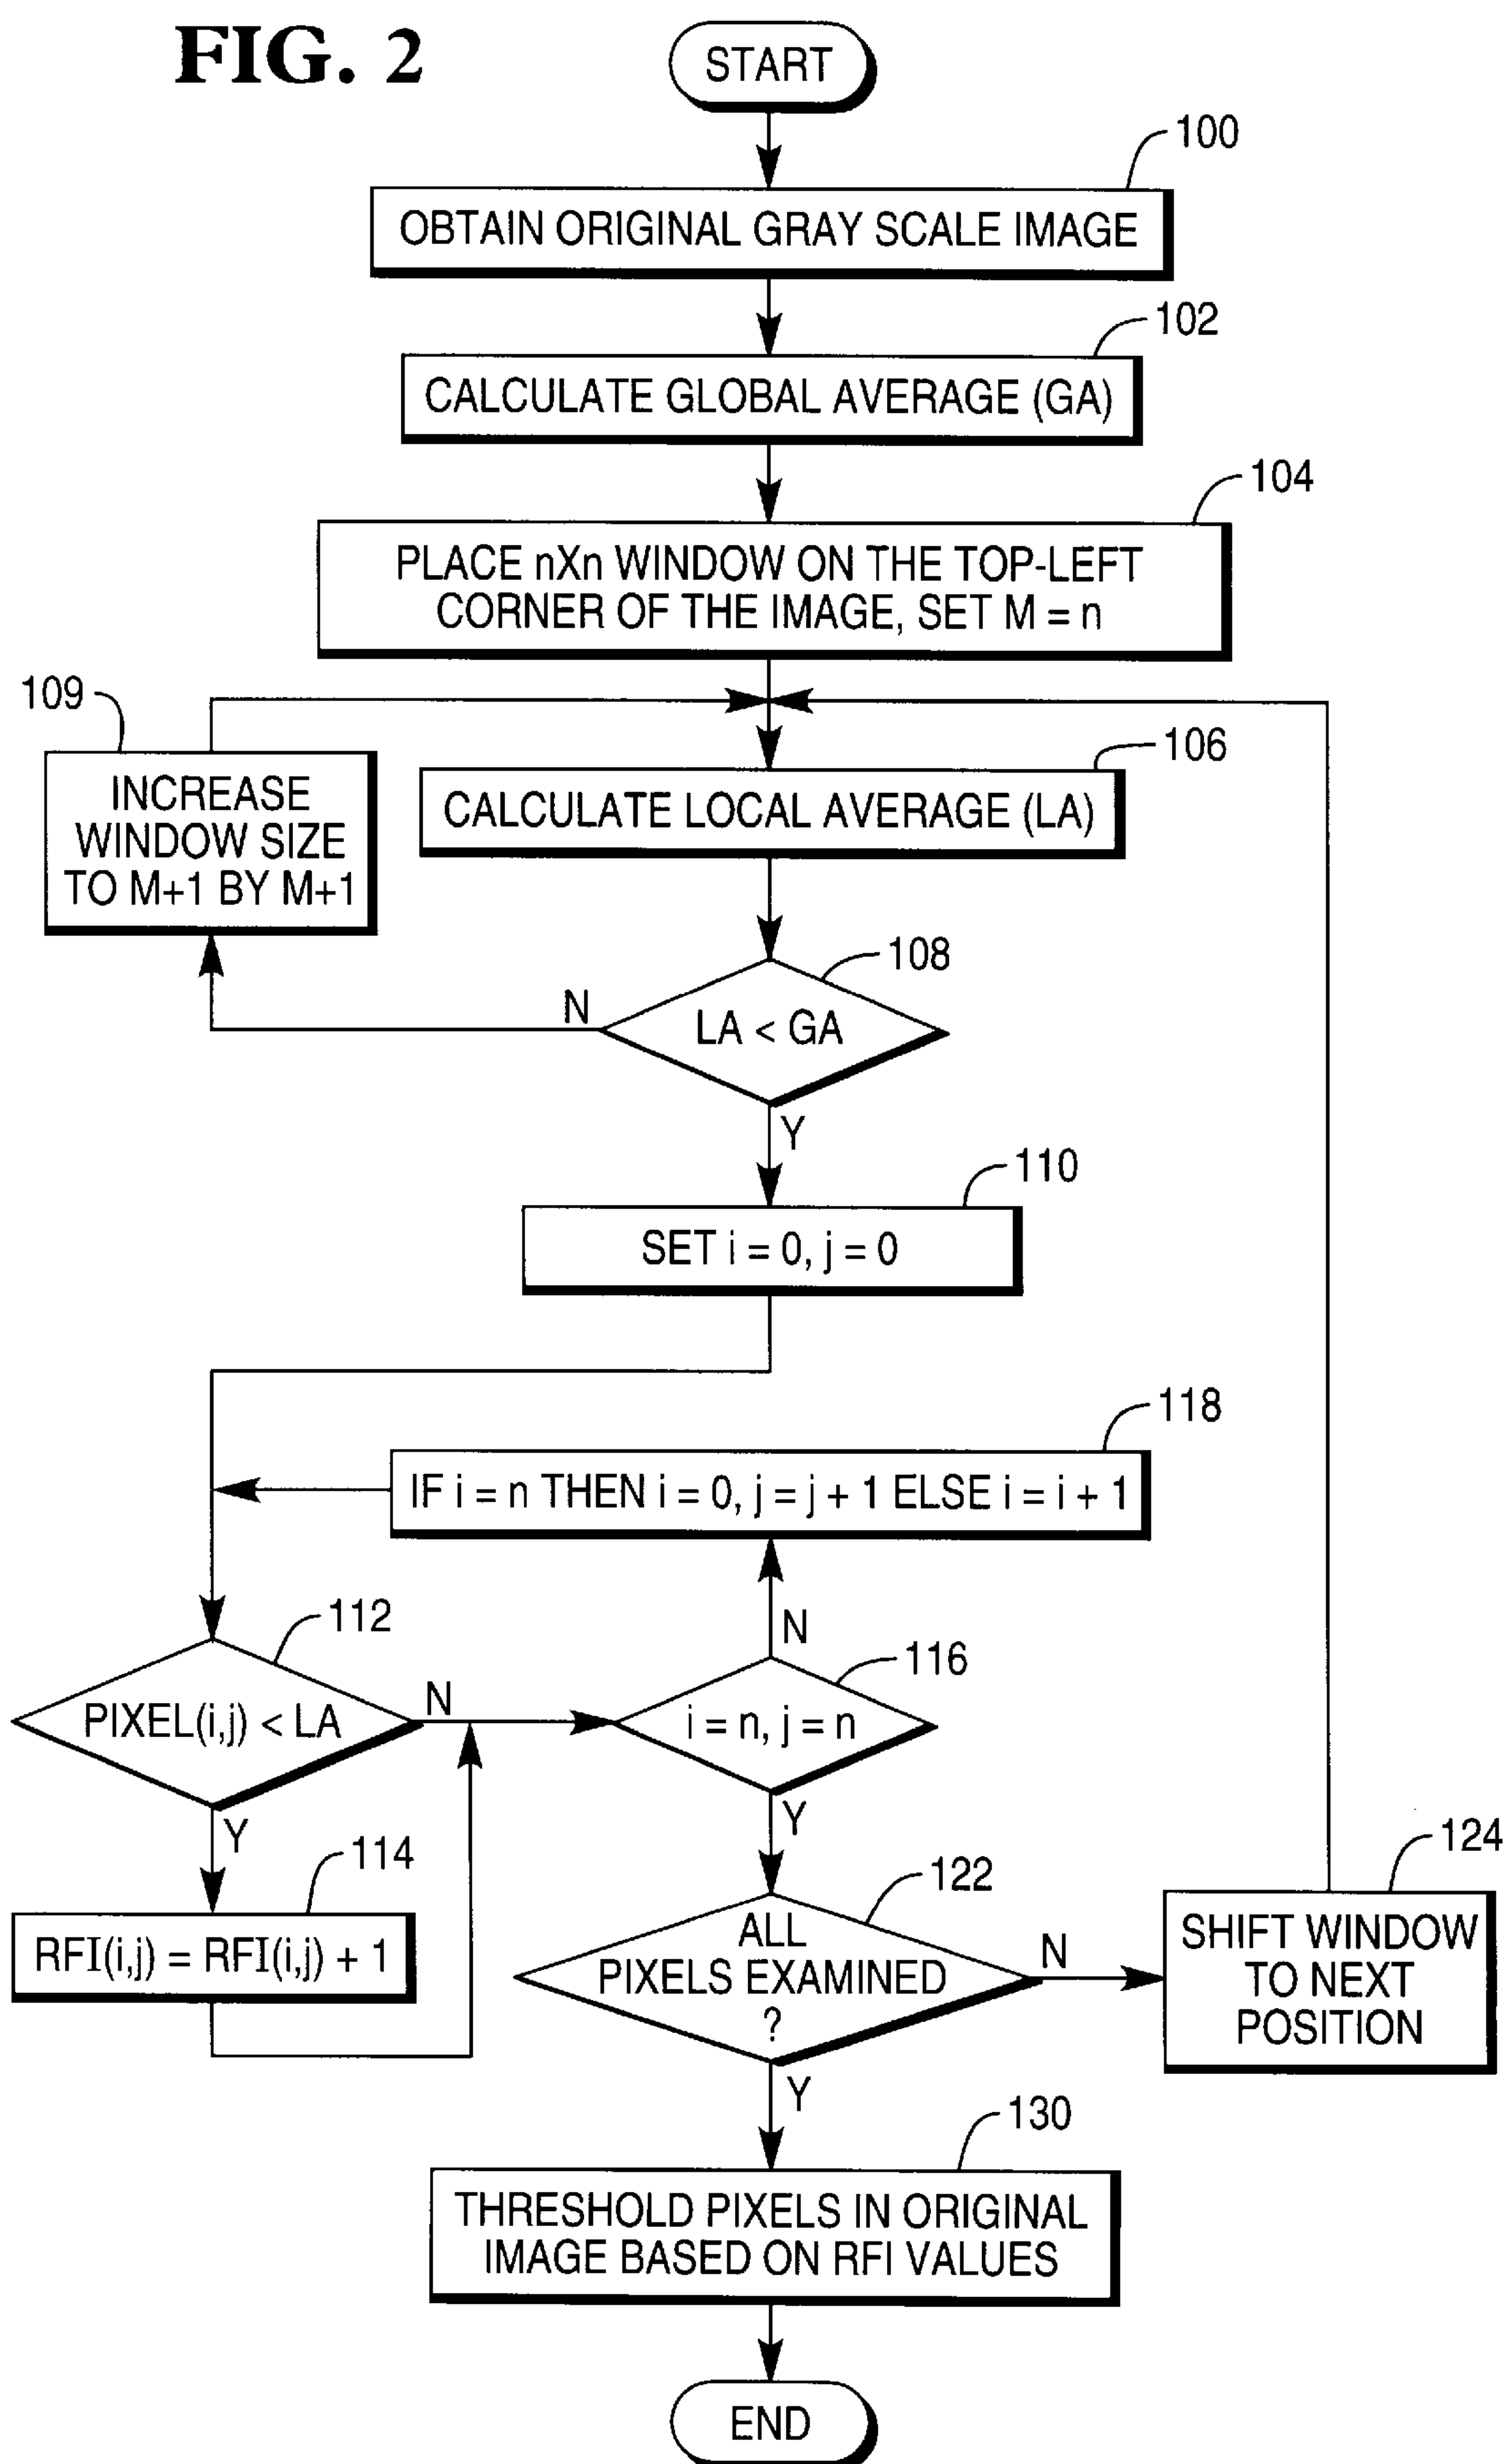 FIG. 2
START
100
OBTAIN ORIGINAL GRAY SCALE IMAGE
102
CALCULATE GLOBAL AVERAGE (GA)
104
PLACE nXn WINDOW ON THE TOP-LEFT
CORNER OF THE IMAGE, SET M = n
109
INCREASE
WINDOW SIZE
TO M+1 BY M+1
106
CALCULATE LOCAL AVERAGE (LA)
108
N
LA < GA
Y
110
SET i = 0, j = 0
118
IF i = n THEN i = 0, j = j + 1 ELSE i = i + 1
112
N
116
PIXEL(i,j) < LA
N
i = n, j = n
Y
114
RFI(i,j) = RFI(i,j) + 1
Y
122
ALL
PIXELS EXAMINED
?
N
124
SHIFT WINDOW
TO NEXT
POSITION
Y
130
THRESHOLD PIXELS IN ORIGINAL
IMAGE BASED ON RFI VALUES
END